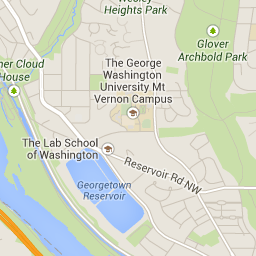 Wesley
Heights Park
Glover
Archbold Park
The George
Washington
University Mt
Vernon Campus
her Cloud
House
The Lab School
of Washington
Reservoir Rd NW
Georgetown
Reservoir